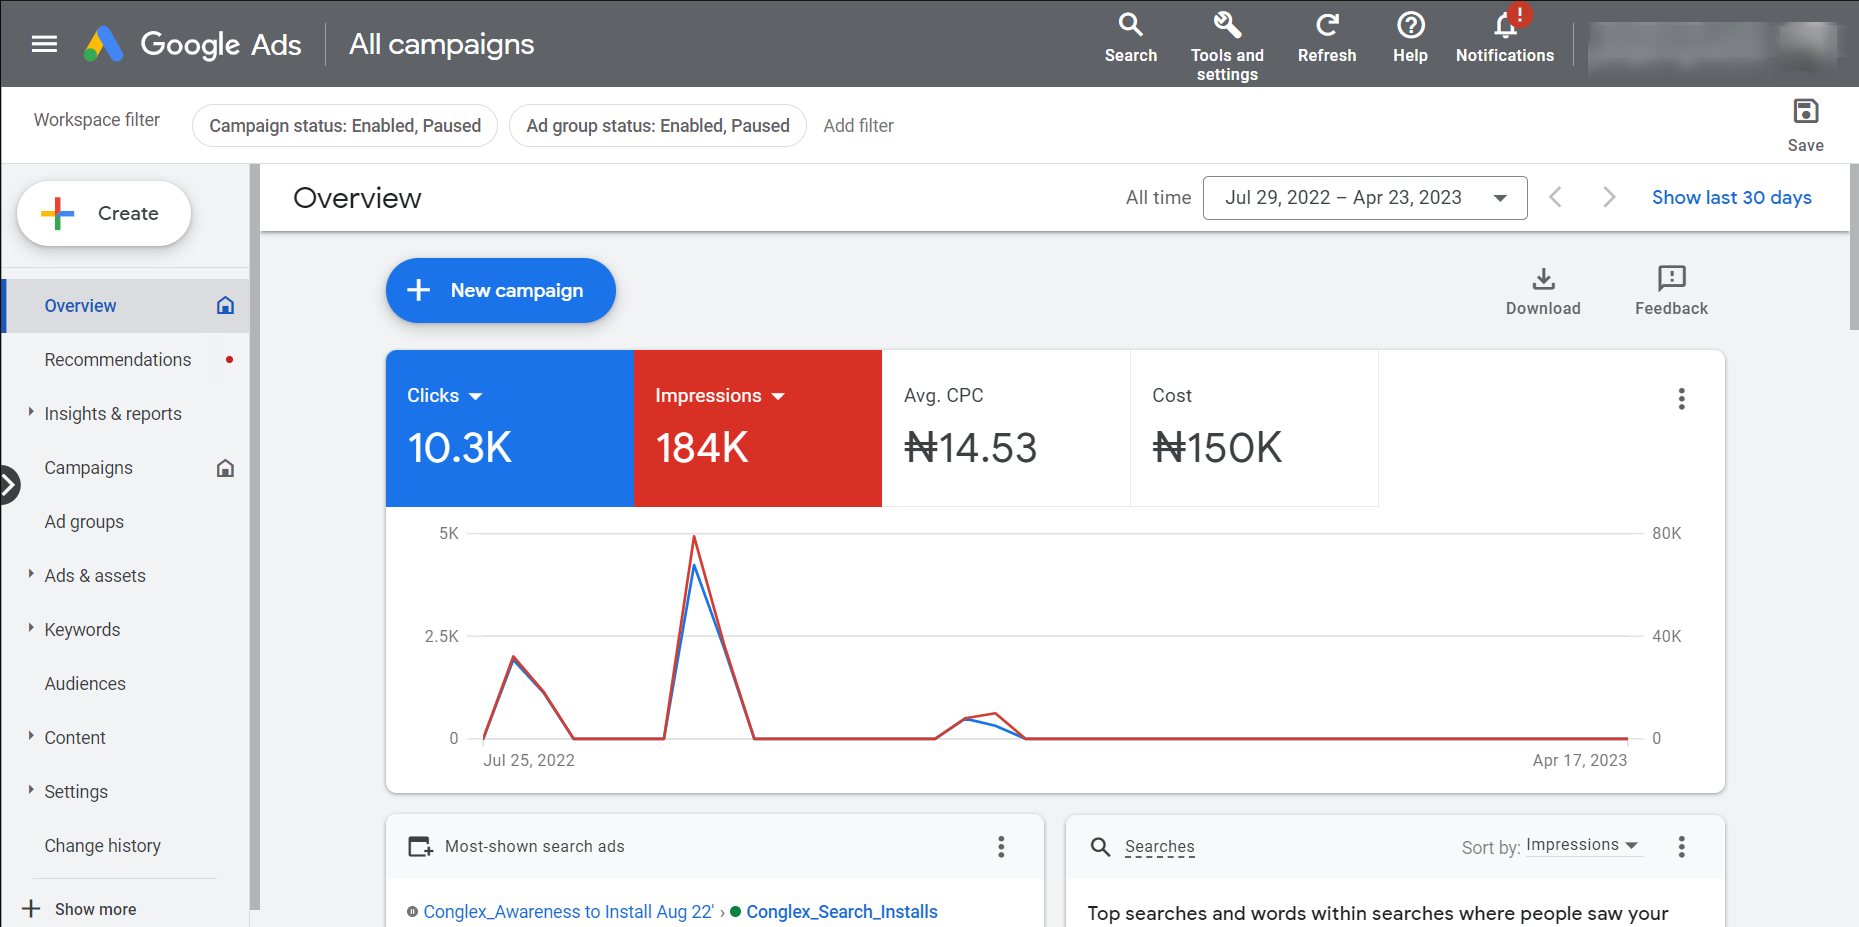 Google Ads
All campaigns
Search
Tools and
settings
Refresh
Help
!
Notifications
Workspace filter
Campaign status: Enabled, Paused
Ad group status: Enabled, Paused
Add filter
Save
Create
Overview
Recommendations
Insights & reports
Campaigns
Ad groups
Ads & assets
Keywords
Audiences
Content
Settings
Change history
Show more
Overview
All time
Jul 29, 2022 – Apr 23, 2023
Show last 30 days
New campaign
Download
Feedback
Clicks
10.3K
Impressions
184K
Avg. CPC
₦14.53
Cost
₦150K
5K
80K
2.5K
40K
0
0
Jul 25, 2022
Apr 17, 2023
Most-shown search ads
Conglex_Awareness to Install Aug 22' › Conglex_Search_Installs
Searches
Sort by: Impressions
Top searches and words within searches where people saw your